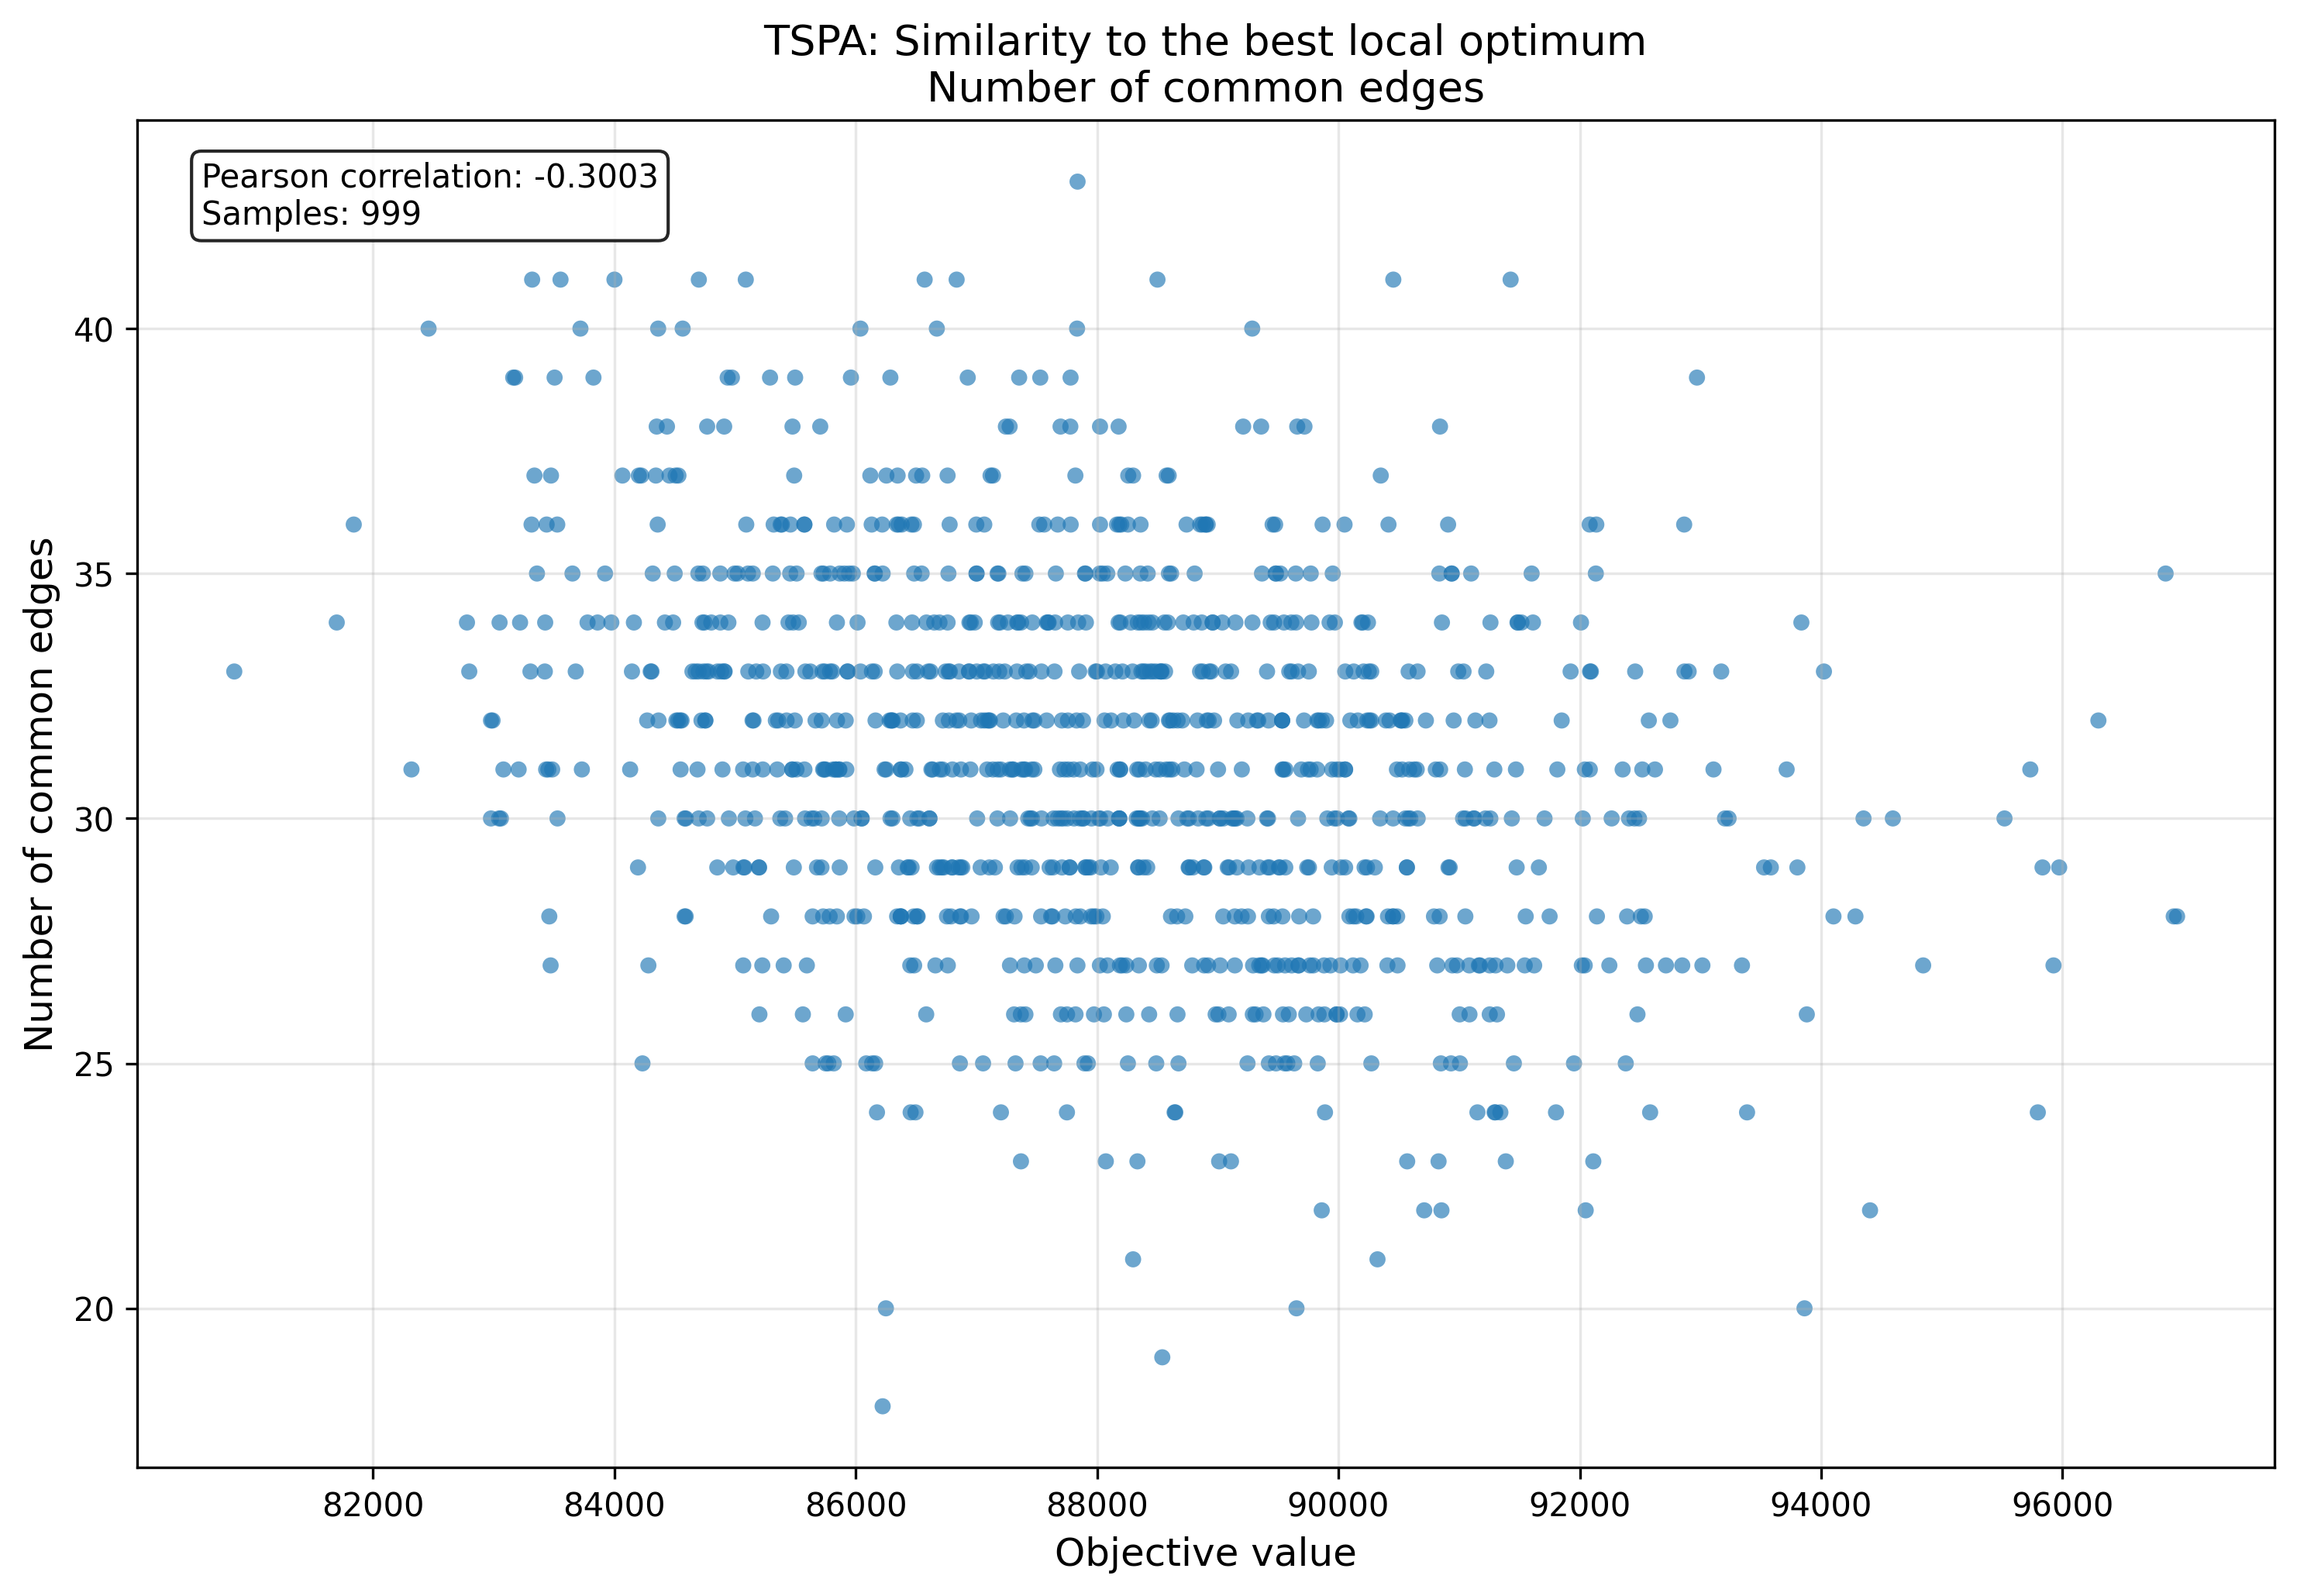 TSPA: Similarity to the best local optimum
Number of common edges
Pearson correlation: -0.3003
Samples: 999
Number of common edges
40
35
30
25
20
82000 84000 86000 88000 90000 92000 94000 96000
Objective value